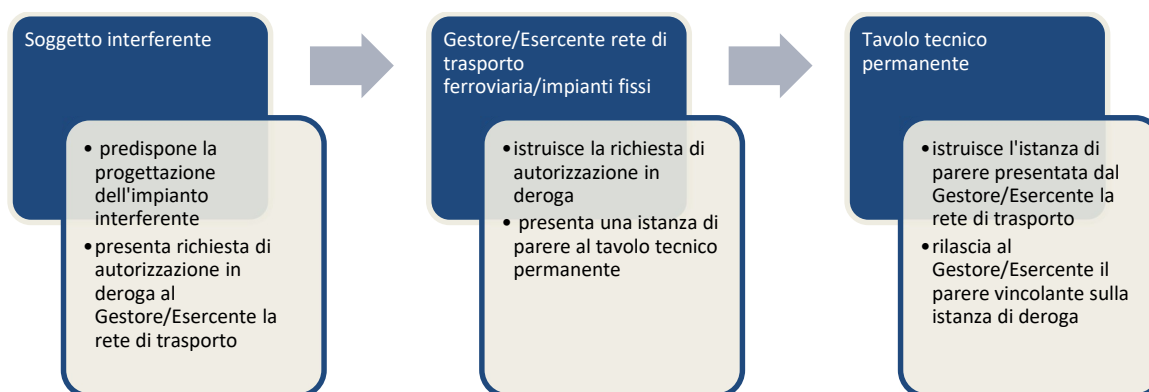 Soggetto interferente
• predispone la
progettazione
dell'impianto
interferente
•presenta richiesta di
autorizzazione in
deroga al
Gestore/Esercente la
rete di trasporto
Gestore/Esercente rete di
trasporto
ferroviaria/impianti fissi
•istruisce la richiesta di
autorizzazione in
deroga
• presenta una istanza di
parere al tavolo tecnico
permanente
Tavolo tecnico
permanente
•istruisce l'istanza di
parere presentata dal
Gestore/Esercente la
rete di trasporto
•rilascia al
Gestore/Esercente il
parere vincolante sulla
istanza di deroga